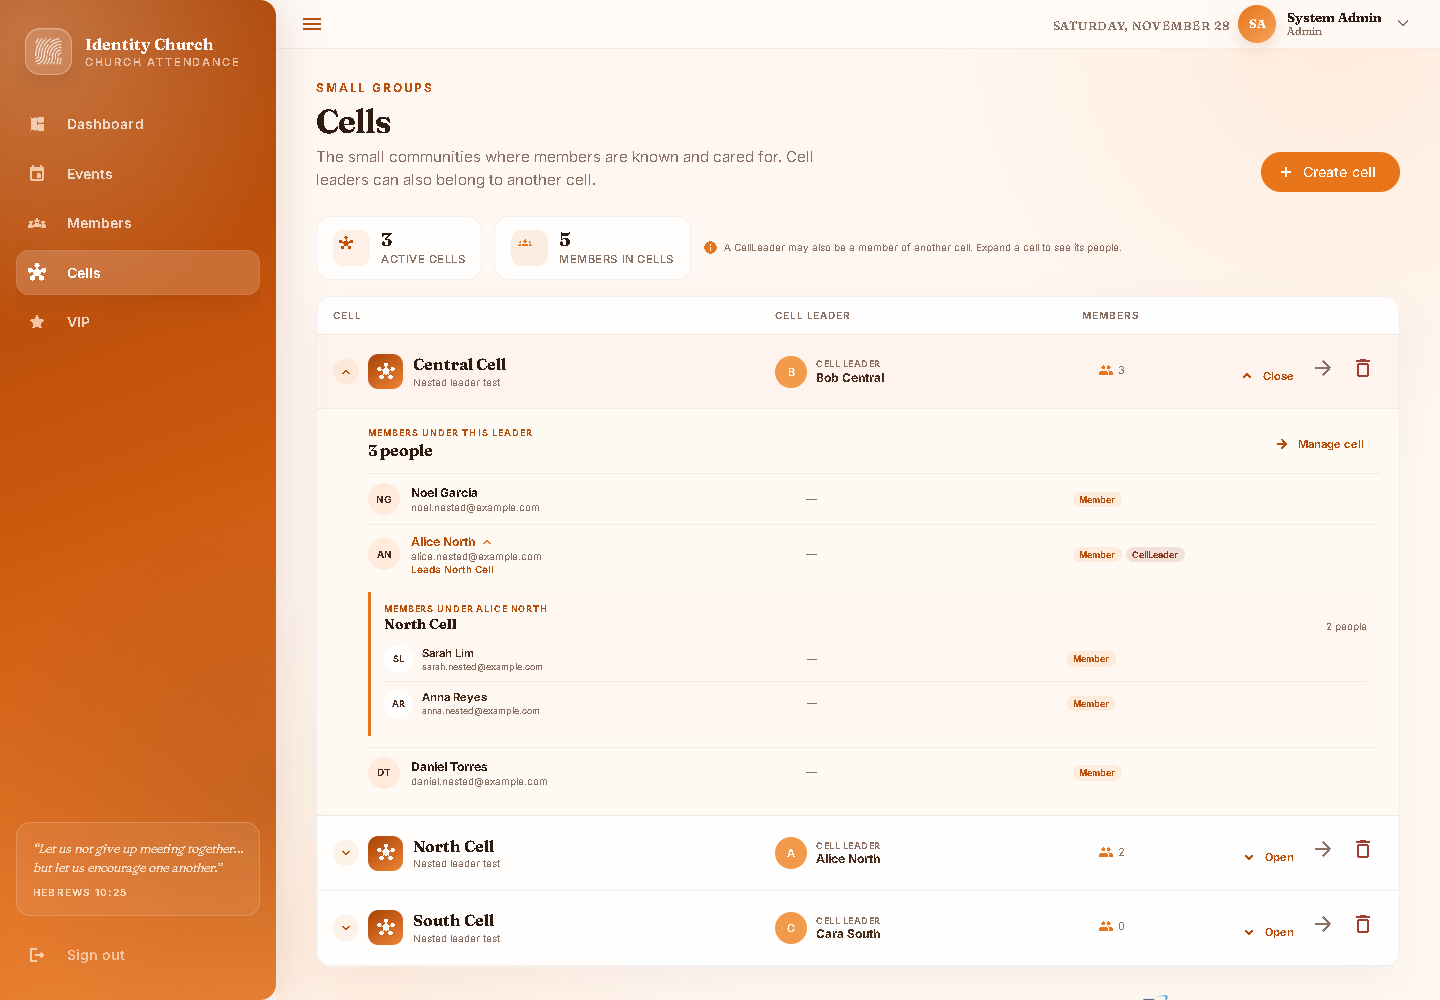 Identity Church
CHURCH ATTENDANCE
Dashboard
Events
Members
Cells
VIP
“Let us not give up meeting together...
but let us encourage one another.”
HEBREWS 10:25
Sign out
SATURDAY, NOVEMBER 28
SA
System Admin
Admin
SMALL GROUPS
Cells
The small communities where members are known and cared for. Cell
leaders can also belong to another cell.
+ Create cell
3
ACTIVE CELLS
5
MEMBERS IN CELLS
A CellLeader may also be a member of another cell. Expand a cell to see its people.
CELL CELL LEADER MEMBERS
Central Cell
Nested leader test
B
CELL LEADER
Bob Central
3
Close
MEMBERS UNDER THIS LEADER
3 people
Manage cell
NG
Noel Garcia
noel.nested@example.com
—
Member
AN
Alice North
alice.nested@example.com
Leads North Cell
—
Member CellLeader
MEMBERS UNDER ALICE NORTH
North Cell
2 people
SL
Sarah Lim
sarah.nested@example.com
—
Member
AR
Anna Reyes
anna.nested@example.com
—
Member
DT
Daniel Torres
daniel.nested@example.com
—
Member
North Cell
Nested leader test
A
CELL LEADER
Alice North
2
Open
South Cell
Nested leader test
C
CELL LEADER
Cara South
0
Open